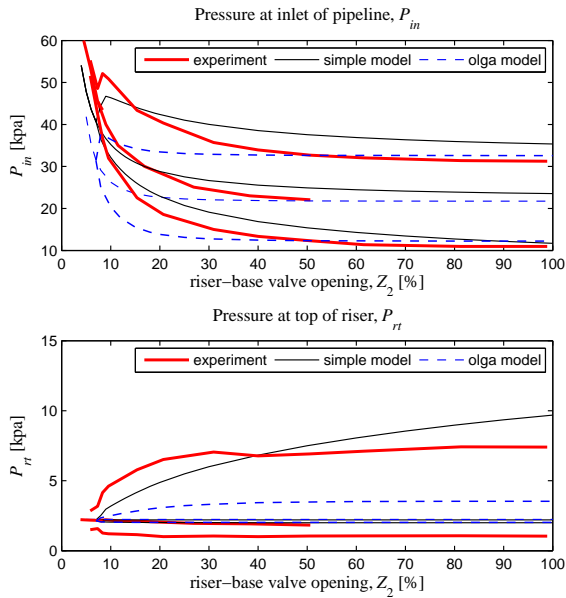 Pressure at inlet of pipeline, P_in
experiment simple model olga model
P_in [kpa]
60
50
40
30
20
10
0 10 20 30 40 50 60 70 80 90 100
riser−base valve opening, Z_2 [%]
Pressure at top of riser, P_rt
experiment simple model olga model
P_rt [kpa]
15
10
5
0
0 10 20 30 40 50 60 70 80 90 100
riser−base valve opening, Z_2 [%]